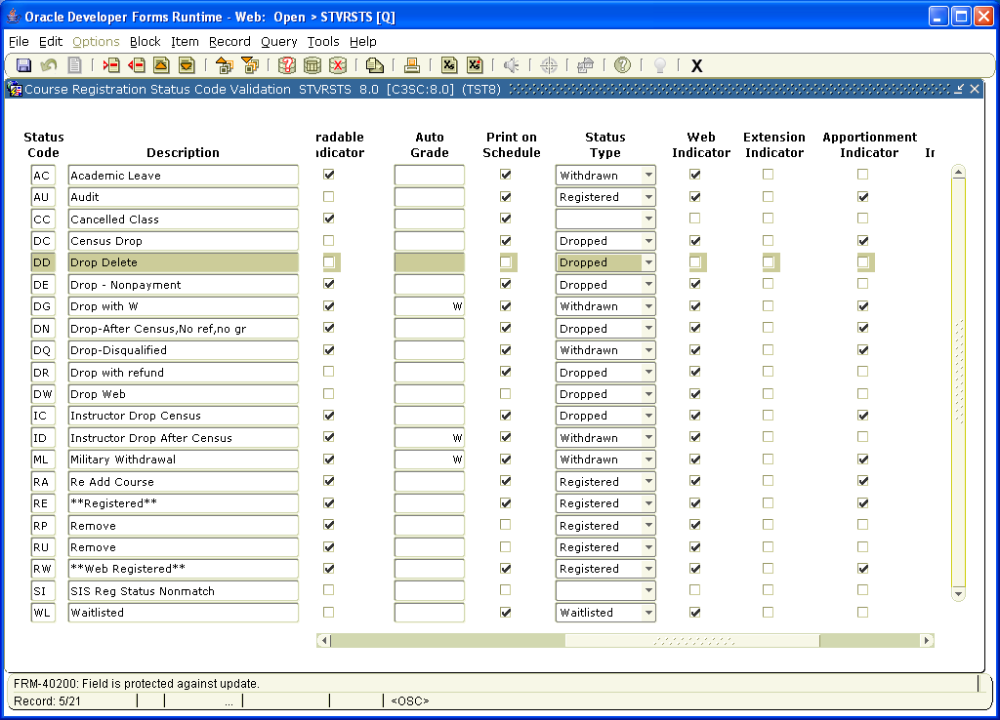 Oracle Developer Forms Runtime - Web: Open > STVRSTS [Q]
File Edit Options Block Item Record Query Tools Help
Course Registration Status Code Validation STVRSTS 8.0 [C3SC:8.0] (TST8)
Status Code Description radable ndicator Auto Grade Print on Schedule Status Type Web Indicator Extension Indicator Apportionment Indicator Ir
AC Academic Leave Withdrawn
AU Audit Registered
CC Cancelled Class
DC Census Drop Dropped
DD Drop Delete Dropped
DE Drop - Nonpayment Dropped
DG Drop with W W Withdrawn
DN Drop-After Census,No ref,no gr Dropped
DQ Drop-Disqualified Withdrawn
DR Drop with refund Dropped
DW Drop Web Dropped
IC Instructor Drop Census Dropped
ID Instructor Drop After Census W Withdrawn
ML Military Withdrawal W Withdrawn
RA Re Add Course Registered
RE **Registered** Registered
RP Remove Registered
RU Remove Registered
RW **Web Registered** Registered
SI SIS Reg Status Nonmatch
WL Waitlisted Waitlisted
FRM-40200: Field is protected against update.
Record: 5/21 ... <OSC>